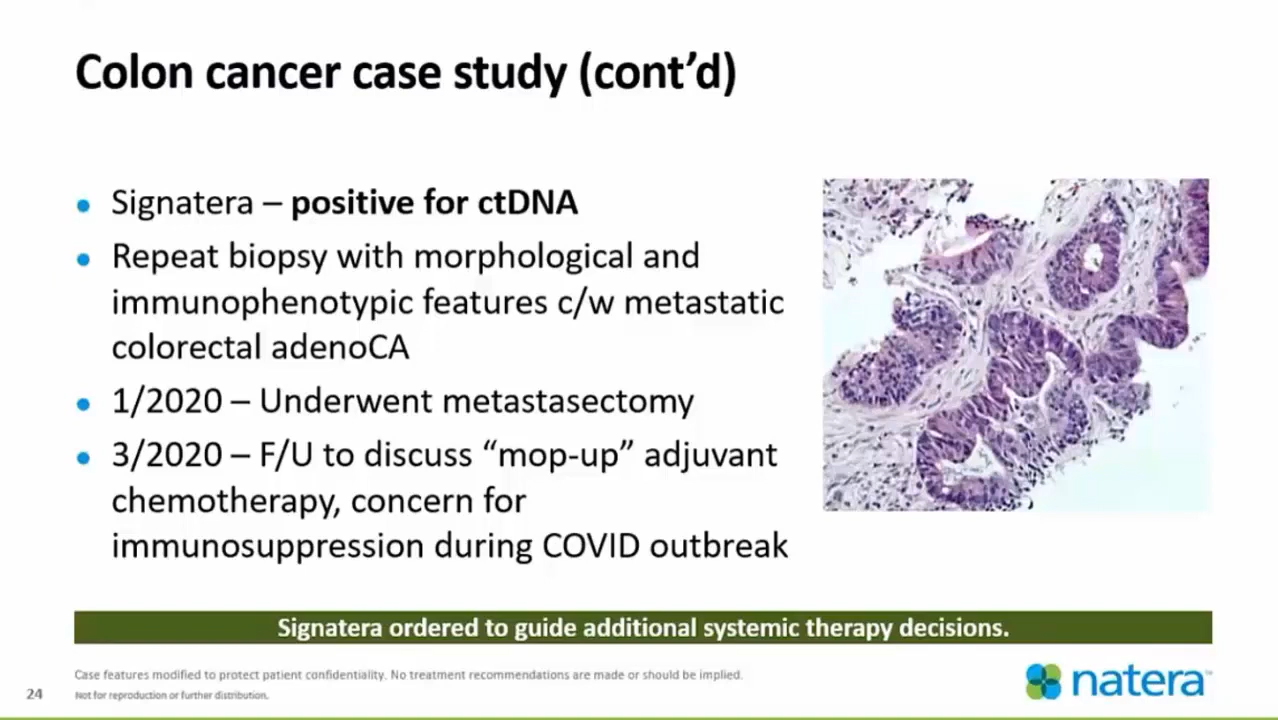 Colon cancer case study (cont’d)
• Signatera – positive for ctDNA
• Repeat biopsy with morphological and
immunophenotypic features c/w metastatic
colorectal adenoCA
• 1/2020 – Underwent metastasectomy
• 3/2020 – F/U to discuss “mop-up” adjuvant
chemotherapy, concern for
immunosuppression during COVID outbreak
Signatera ordered to guide additional systemic therapy decisions.
Case features modified to protect patient confidentiality. No treatment recommendations are made or should be implied.
24
Not for reproduction or further distribution.
natera™